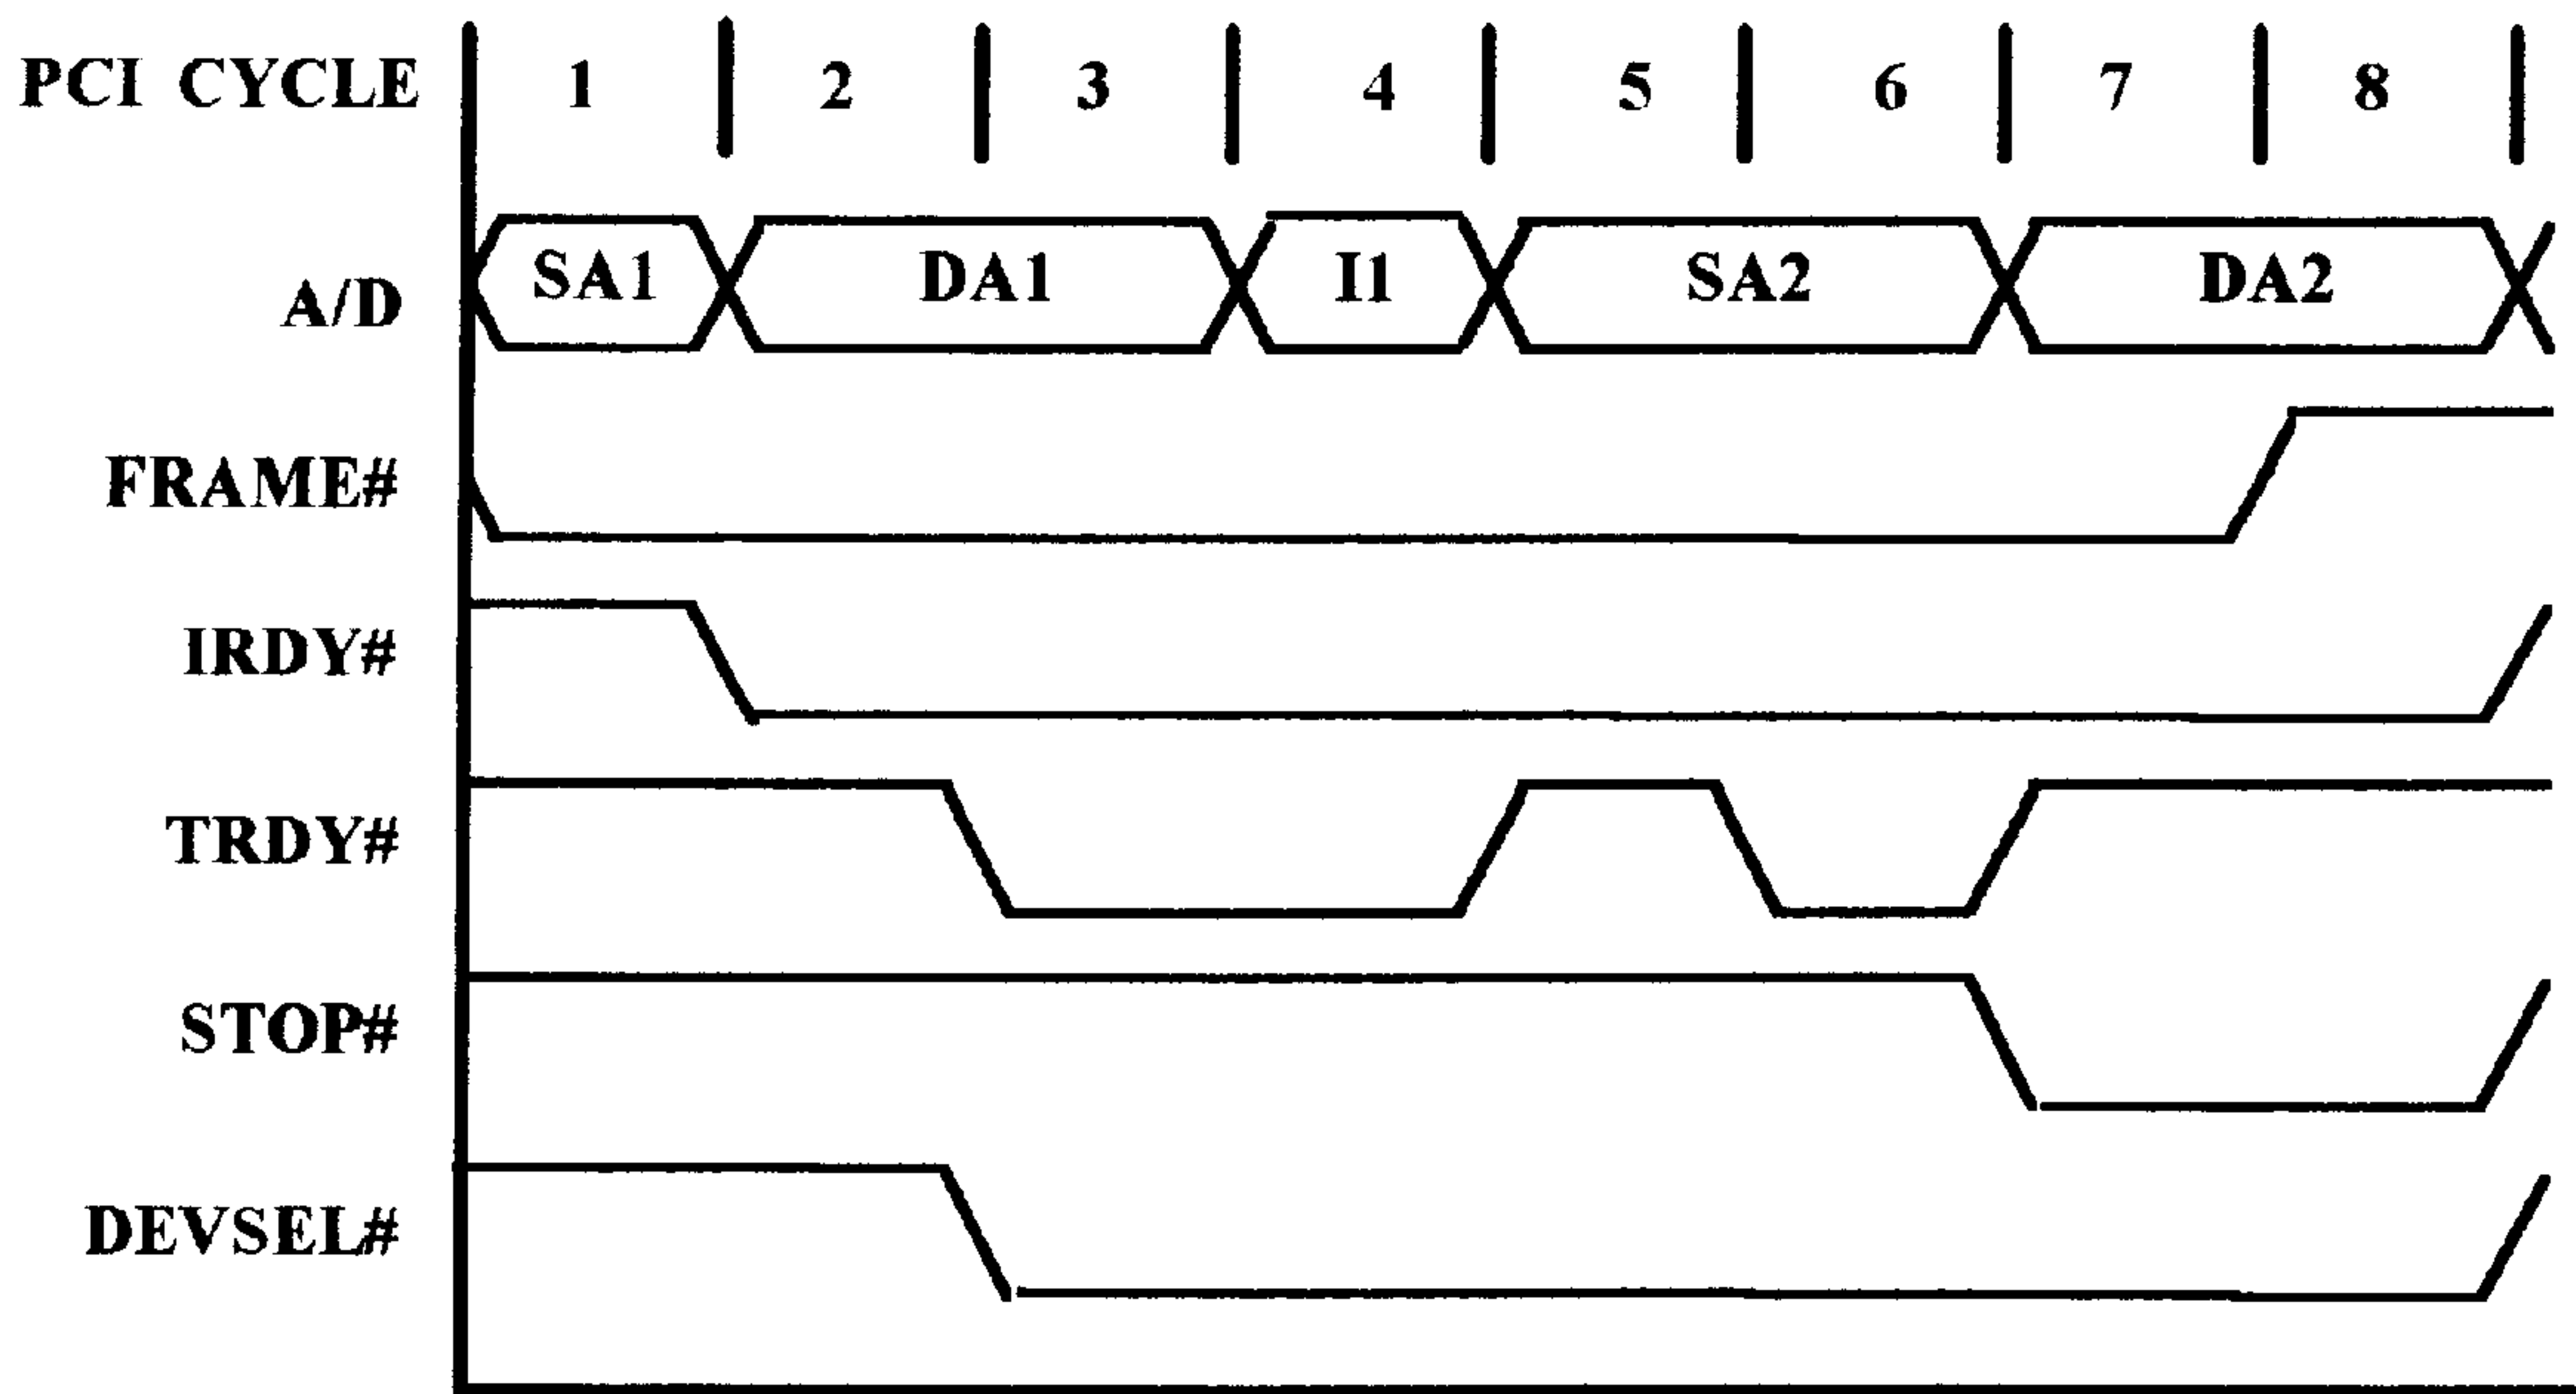 PCI CYCLE 1 2 3 4 5 6 7 8
A/D SA1 DA1 I1 SA2 DA2
FRAME#
IRDY#
TRDY#
STOP#
DEVSEL#